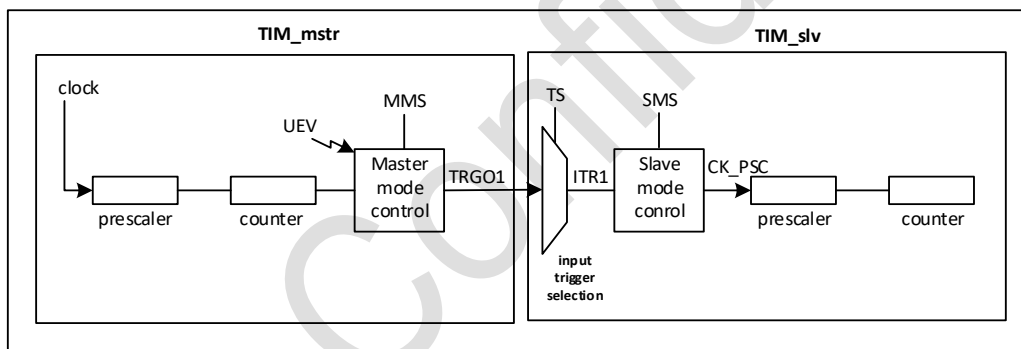 TIM_mstr
TIM_slv
clock
UEV
MMS
TS
SMS
Master
mode
control
TRGO1
ITR1
Slave
mode
conrol
CK_PSC
prescaler
counter
prescaler
counter
input
trigger
selection